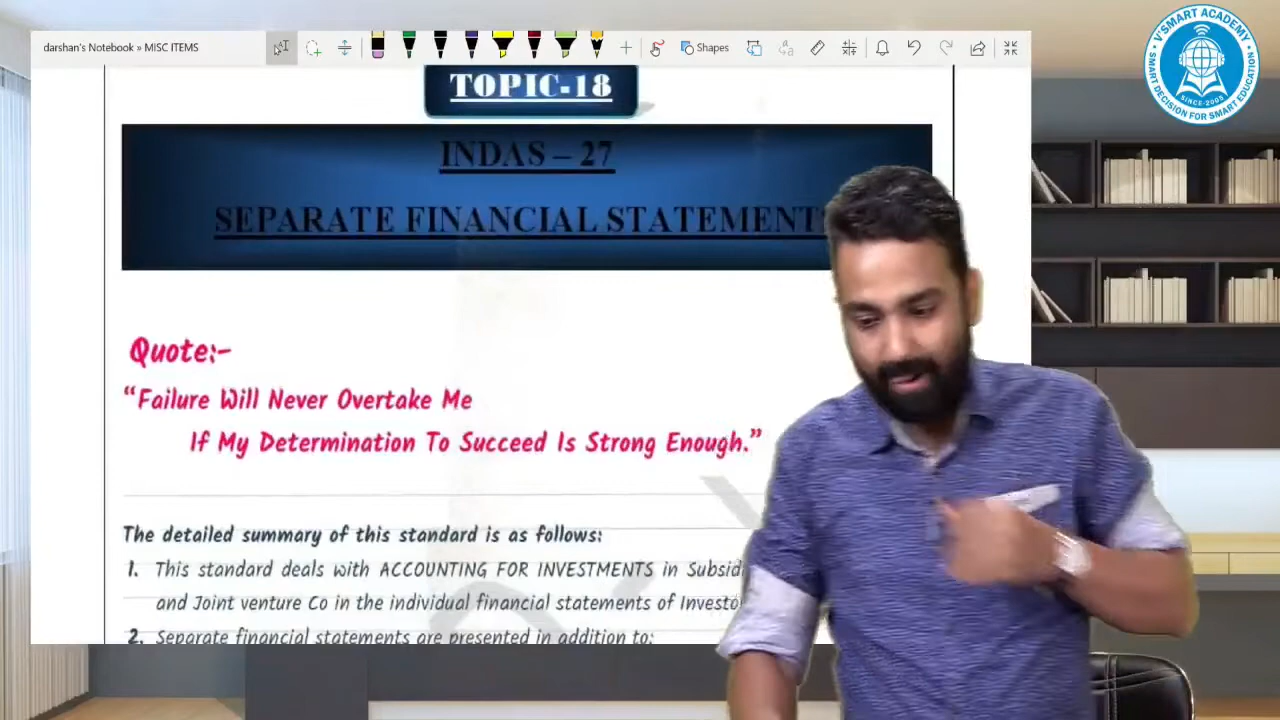 darshan's Notebook » MISC ITEMS
Shapes
V'SMART ACADEMY
SMART DECISION FOR SMART EDUCATION
SINCE-2005
TOPIC-18
INDAS – 27
SEPARATE FINANCIAL STATEMENT
Quote:-
“Failure Will Never Overtake Me
If My Determination To Succeed Is Strong Enough.”
The detailed summary of this standard is as follows:
1. This standard deals with ACCOUNTING FOR INVESTMENTS in Subsid
and Joint venture Co in the individual financial statements of Investo
2. Separate financial statements are presented in addition to: